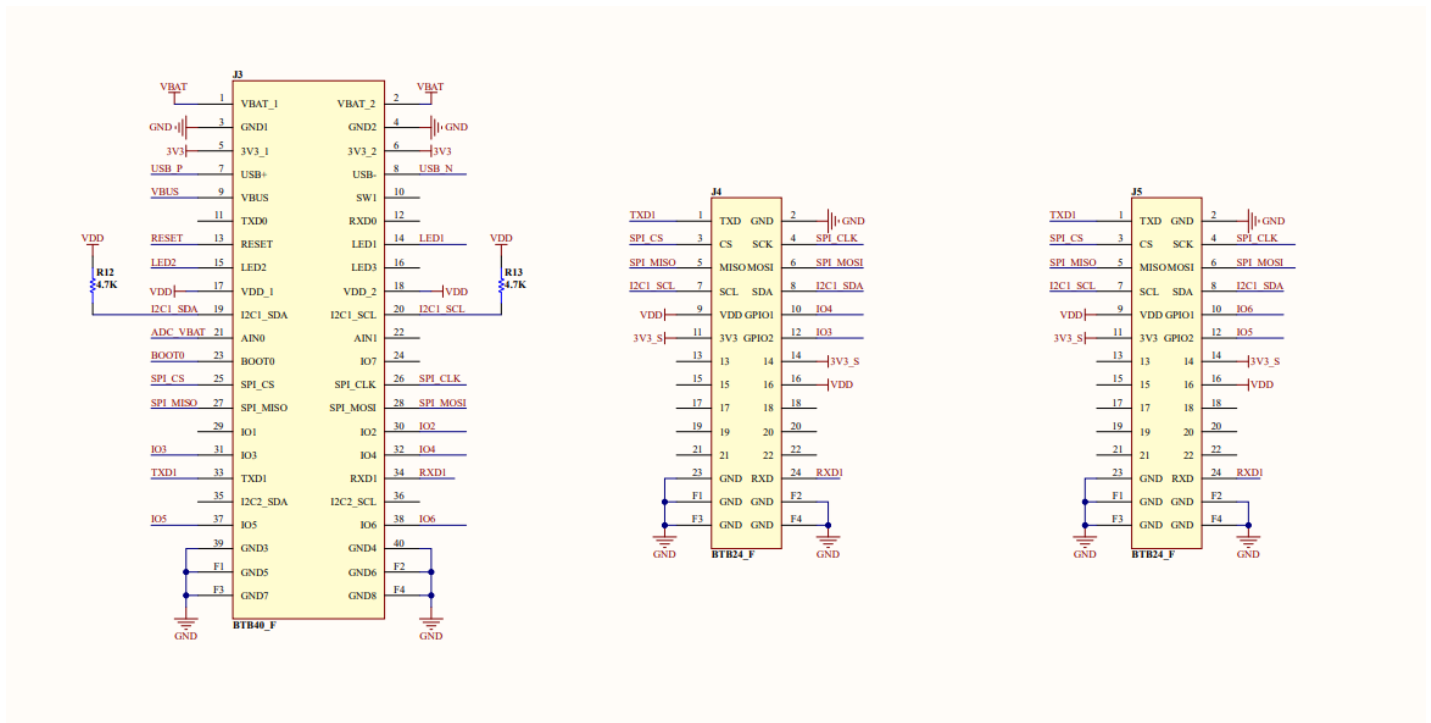 J3
VBAT 1 VBAT_1 VBAT_2 2 VBAT
GND 3 GND1 GND2 4 GND
3V3 5 3V3_1 3V3_2 6 3V3
USB_P 7 USB+ USB- 8 USB_N
VBUS 9 VBUS SW1 10
11 TXD0 RXD0 12
RESET 13 RESET LED1 14 LED1
LED2 15 LED2 LED3 16
VDD 17 VDD_1 VDD_2 18 VDD
I2C1_SDA 19 I2C1_SDA I2C1_SCL 20 I2C1_SCL
ADC_VBAT 21 AIN0 AIN1 22
BOOT0 23 BOOT0 IO7 24
SPI_CS 25 SPI_CS SPI_CLK 26 SPI_CLK
SPI_MISO 27 SPI_MISO SPI_MOSI 28 SPI_MOSI
29 IO1 IO2 30 IO2
IO3 31 IO3 IO4 32 IO4
TXD1 33 TXD1 RXD1 34 RXD1
35 I2C2_SDA I2C2_SCL 36
IO5 37 IO5 IO6 38 IO6
39 GND3 GND4 40
F1 GND5 GND6 F2
F3 GND7 GND8 F4
GND GND
BTB40_F
VDD
R12
4.7K
VDD
R13
4.7K
J4
TXD1 1 TXD GND 2 GND
SPI_CS 3 CS SCK 4 SPI_CLK
SPI_MISO 5 MISO MOSI 6 SPI_MOSI
I2C1_SCL 7 SCL SDA 8 I2C1_SDA
VDD 9 VDD GPIO1 10 IO4
3V3_S 11 3V3 GPIO2 12 IO3
13 13 14 14 3V3_S
15 15 16 16 VDD
17 17 18 18
19 19 20 20
21 21 22 22
23 GND RXD 24 RXD1
F1 GND GND F2
F3 GND GND F4
GND GND
BTB24_F
J5
TXD1 1 TXD GND 2 GND
SPI_CS 3 CS SCK 4 SPI_CLK
SPI_MISO 5 MISO MOSI 6 SPI_MOSI
I2C1_SCL 7 SCL SDA 8 I2C1_SDA
VDD 9 VDD GPIO1 10 IO6
3V3_S 11 3V3 GPIO2 12 IO5
13 13 14 14 3V3_S
15 15 16 16 VDD
17 17 18 18
19 19 20 20
21 21 22 22
23 GND RXD 24 RXD1
F1 GND GND F2
F3 GND GND F4
GND GND
BTB24_F